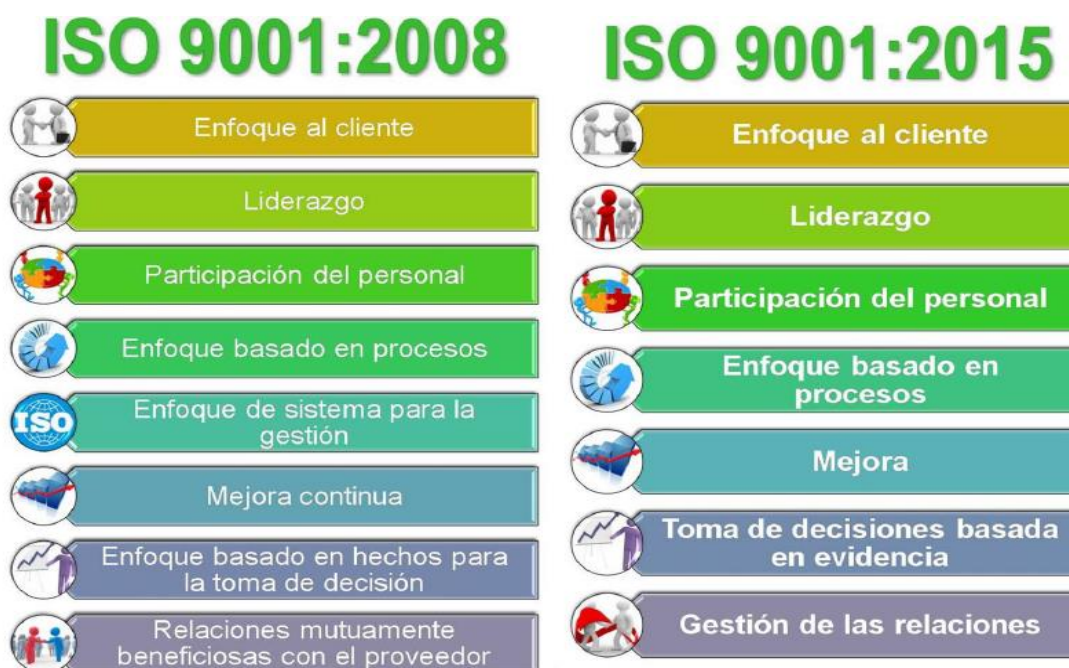 ISO 9001:2008
Enfoque al cliente
Liderazgo
Participación del personal
Enfoque basado en procesos
ISO
Enfoque de sistema para la
gestión
Mejora continua
Enfoque basado en hechos para
la toma de decisión
Relaciones mutuamente
beneficiosas con el proveedor
ISO 9001:2015
Enfoque al cliente
Liderazgo
Participación del personal
Enfoque basado en
procesos
Mejora
Toma de decisiones basada
en evidencia
Gestión de las relaciones